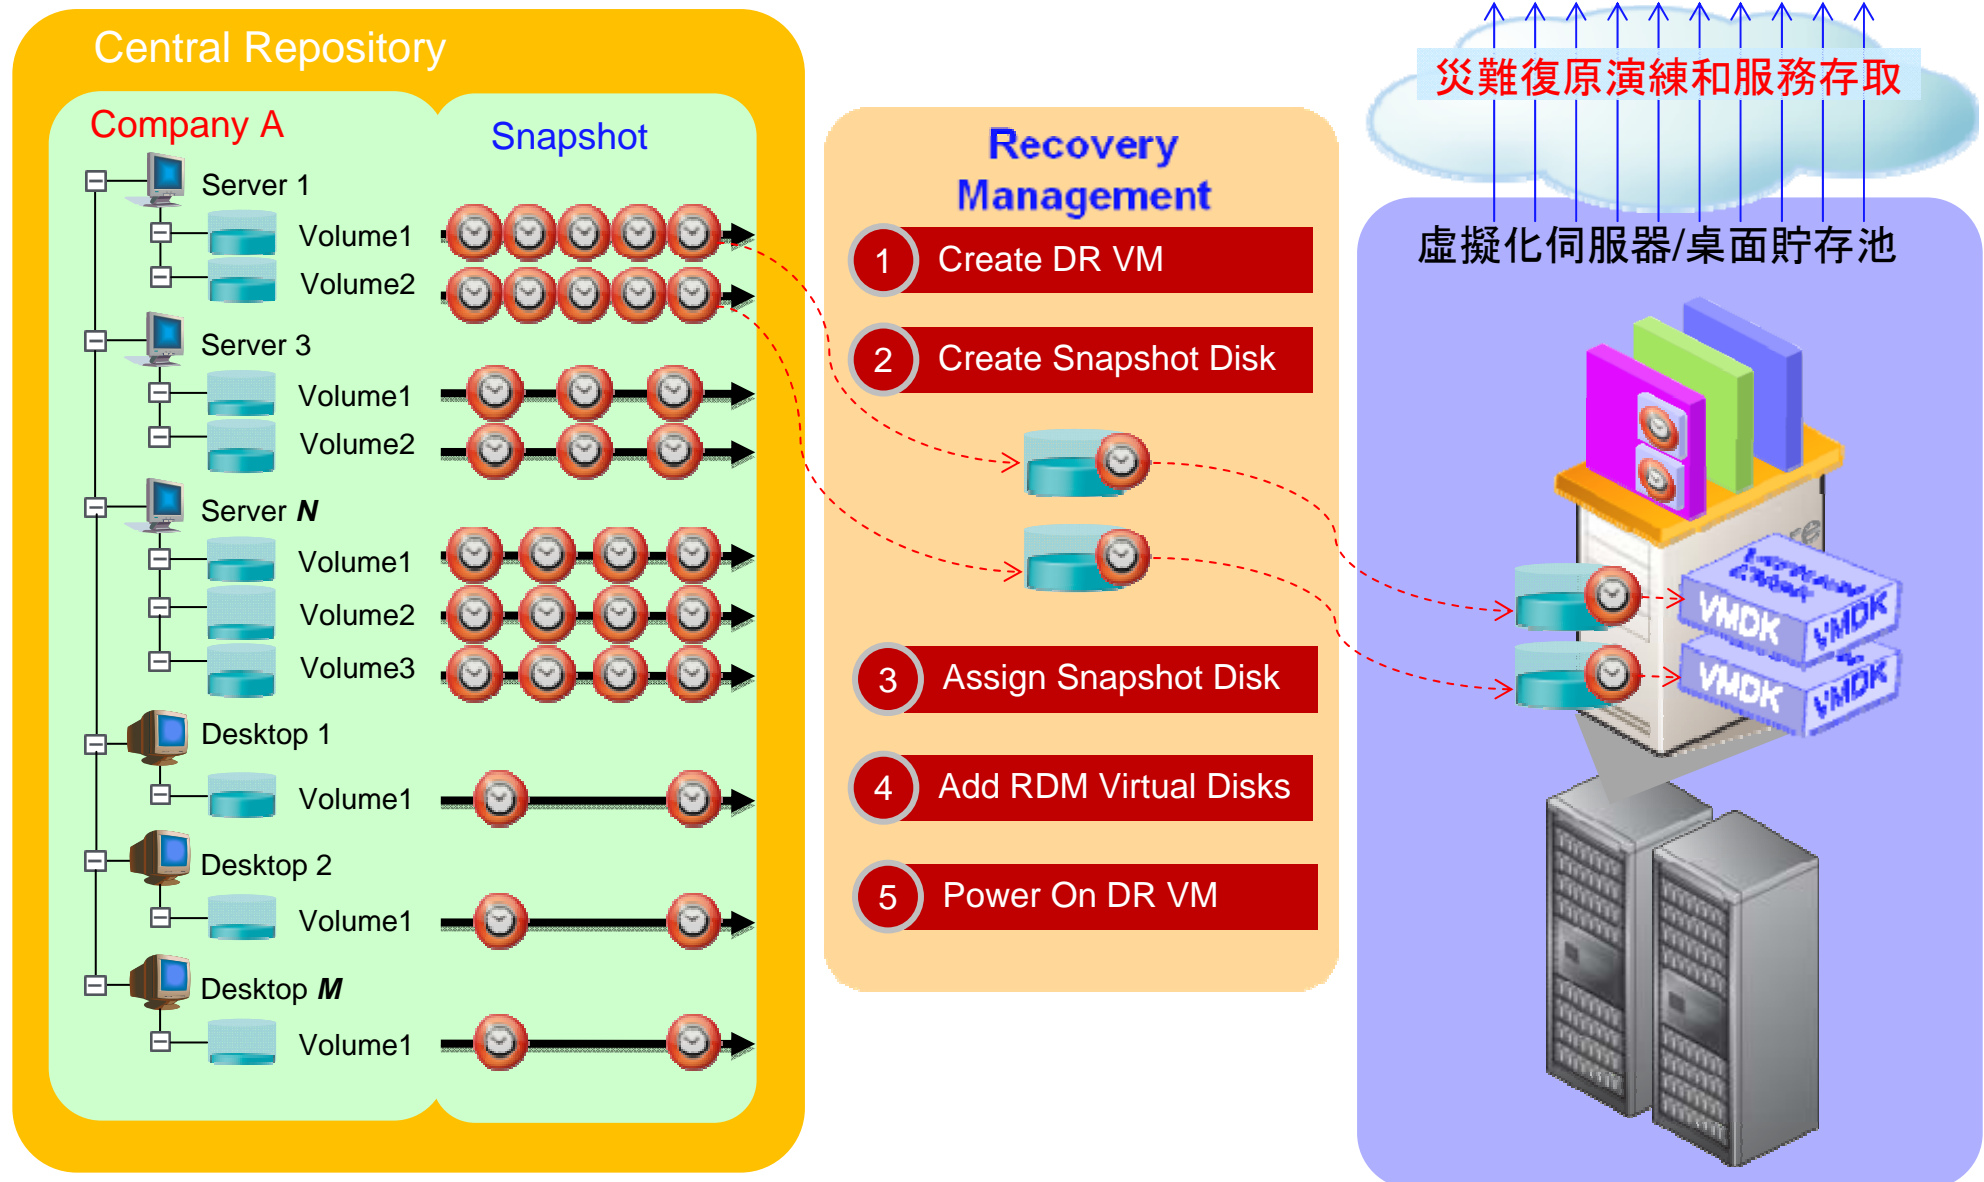 Central Repository
Company A
Snapshot
Server 1
Volume1
Volume2
Server 3
Volume1
Volume2
Server N
Volume1
Volume2
Volume3
Desktop 1
Volume1
Desktop 2
Volume1
Desktop M
Volume1
Recovery
Management
1 Create DR VM
2 Create Snapshot Disk
3 Assign Snapshot Disk
4 Add RDM Virtual Disks
5 Power On DR VM
災難復原演練和服務存取
虛擬化伺服器/桌面貯存池
VMDK VMDK
VMDK VMDK